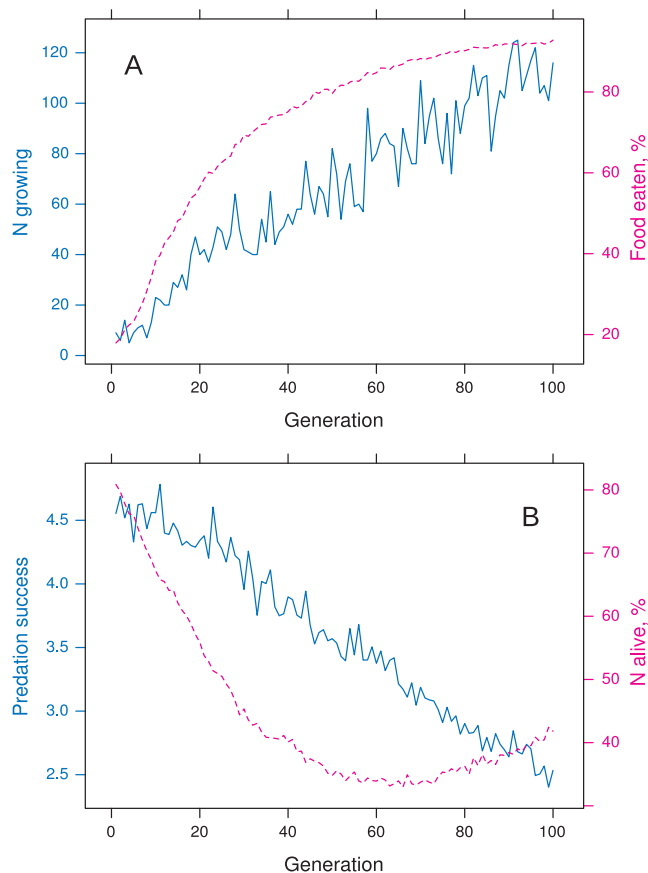 A
120
100
80
60
40
20
0
N growing
80
60
40
20
Food eaten, %
0 20 40 60 80 100
Generation
B
4.5
4.0
3.5
3.0
2.5
Predation success
80
70
60
50
40
N alive, %
0 20 40 60 80 100
Generation